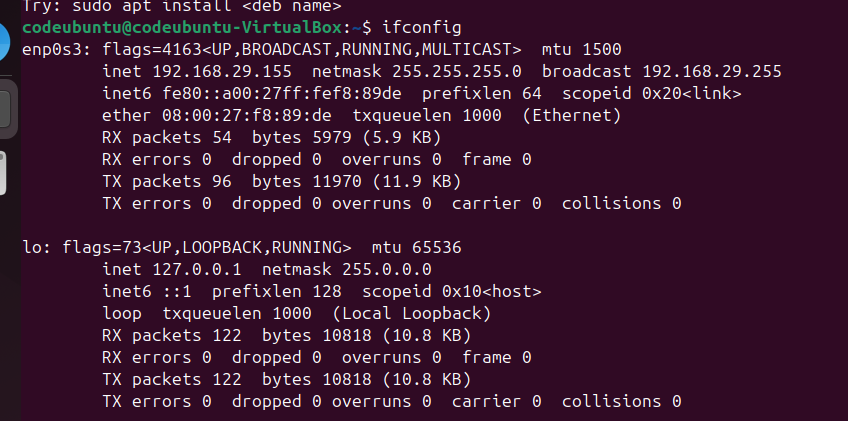 Try: sudo apt install <deb name>
codeubuntu@codeubuntu-VirtualBox:~$ ifconfig
enp0s3: flags=4163<UP,BROADCAST,RUNNING,MULTICAST>  mtu 1500
        inet 192.168.29.155  netmask 255.255.255.0  broadcast 192.168.29.255
        inet6 fe80::a00:27ff:fef8:89de  prefixlen 64  scopeid 0x20<link>
        ether 08:00:27:f8:89:de  txqueuelen 1000  (Ethernet)
        RX packets 54  bytes 5979 (5.9 KB)
        RX errors 0  dropped 0  overruns 0  frame 0
        TX packets 96  bytes 11970 (11.9 KB)
        TX errors 0  dropped 0 overruns 0  carrier 0  collisions 0

lo: flags=73<UP,LOOPBACK,RUNNING>  mtu 65536
        inet 127.0.0.1  netmask 255.0.0.0
        inet6 ::1  prefixlen 128  scopeid 0x10<host>
        loop  txqueuelen 1000  (Local Loopback)
        RX packets 122  bytes 10818 (10.8 KB)
        RX errors 0  dropped 0  overruns 0  frame 0
        TX packets 122  bytes 10818 (10.8 KB)
        TX errors 0  dropped 0 overruns 0  carrier 0  collisions 0